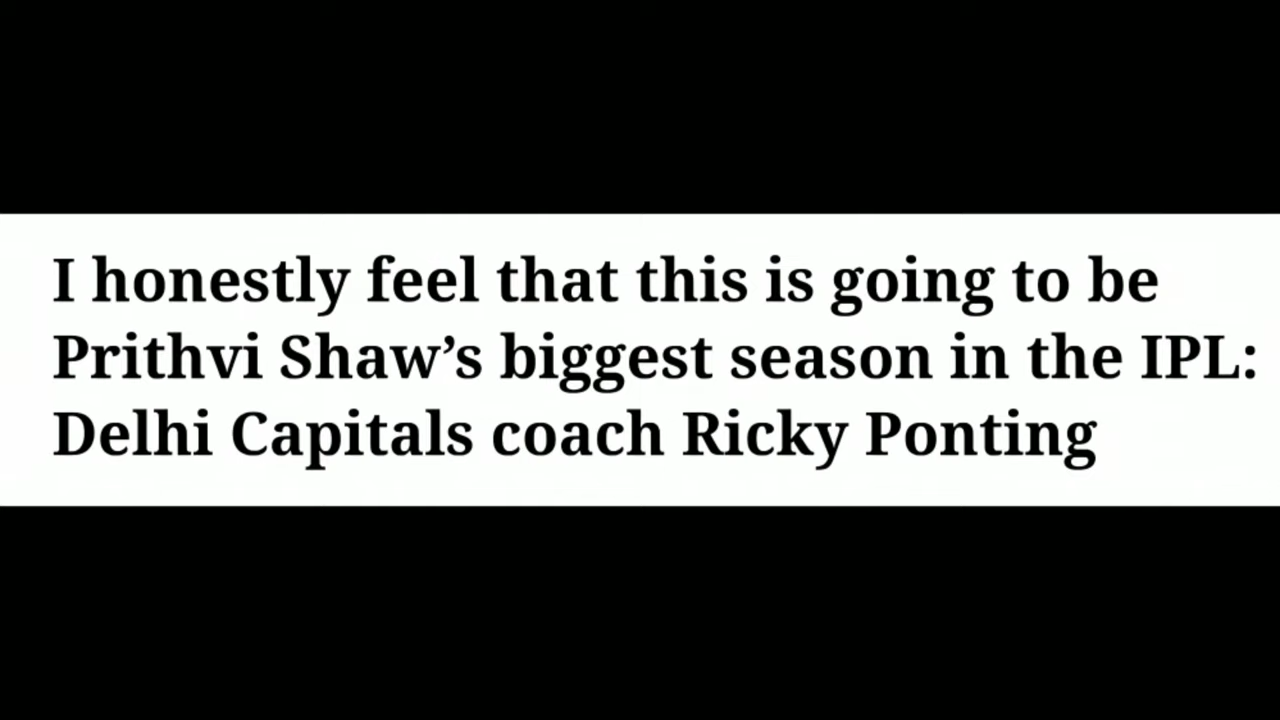 I honestly feel that this is going to be
Prithvi Shaw’s biggest season in the IPL:
Delhi Capitals coach Ricky Ponting